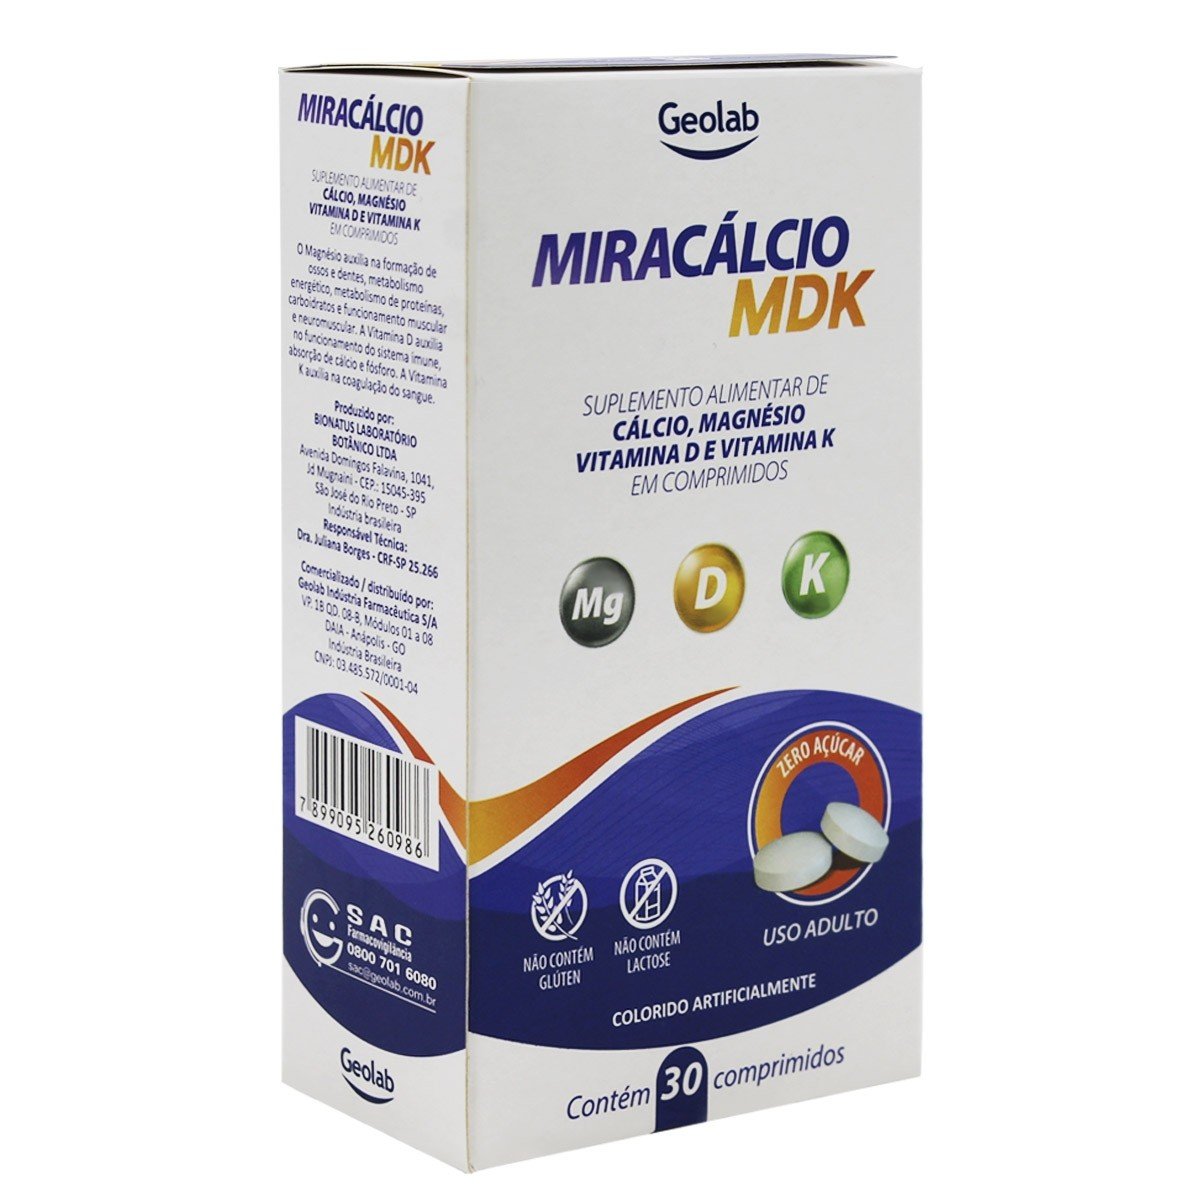 MIRACÁLCIO
MDK
SUPLEMENTO ALIMENTAR DE
CÁLCIO, MAGNÉSIO
VITAMINA D E VITAMINA K
EM COMPRIMIDOS
O Magnésio auxilia na formação de
ossos e dentes, metabolismo
energético, metabolismo de proteínas,
carboidratos e funcionamento muscular
e neuromuscular. A Vitamina D auxilia
no funcionamento do sistema imune,
absorção de cálcio e fósforo. A Vitamina
K auxilia na coagulação do sangue.
Produzido por:
BIONATUS LABORATÓRIO
BOTÂNICO LTDA
Avenida Domingos Falavina, 1041,
Jd Mugnaini - CEP.: 15045-395
São José do Rio Preto - SP
Indústria brasileira
Responsável Técnica:
Dra. Juliana Borges - CRF-SP 25.266
Comercializado / distribuído por:
Geolab Indústria Farmacêutica S/A
VP. 1B QD. 08-B, Módulos 01 a 08
DAIA - Anápolis - GO
Indústria Brasileira
CNPJ: 03.485.572/0001-04
7 899095 260986
SAC
Farmacovigilância
0800 701 6080
sac@geolab.com.br
Geolab
Geolab
MIRACÁLCIO
MDK
SUPLEMENTO ALIMENTAR DE
CÁLCIO, MAGNÉSIO
VITAMINA D E VITAMINA K
EM COMPRIMIDOS
Mg
D
K
ZERO AÇÚCAR
USO ADULTO
NÃO CONTÉM
GLÚTEN
NÃO CONTÉM
LACTOSE
COLORIDO ARTIFICIALMENTE
Contém 30 comprimidos